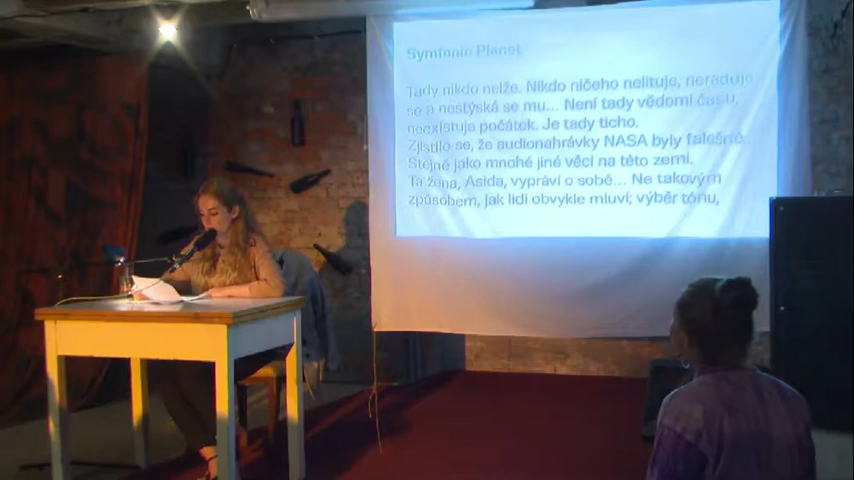 Symfonie Planet
Tady nikdo nelže. Nikdo ničeho nelituje, neraduje
se a nestýská se mu... Není tady vědomí času,
neexistuje počátek. Je tady ticho.
Zjistilo se, že audionahrávky NASA byly falešné.
Stejně jako mnohé jiné věci na této zemi.
Ta žena, Asida, vypráví o sobě... Ne takovým
způsobem, jak lidi obvykle mluví; výběr tónu,